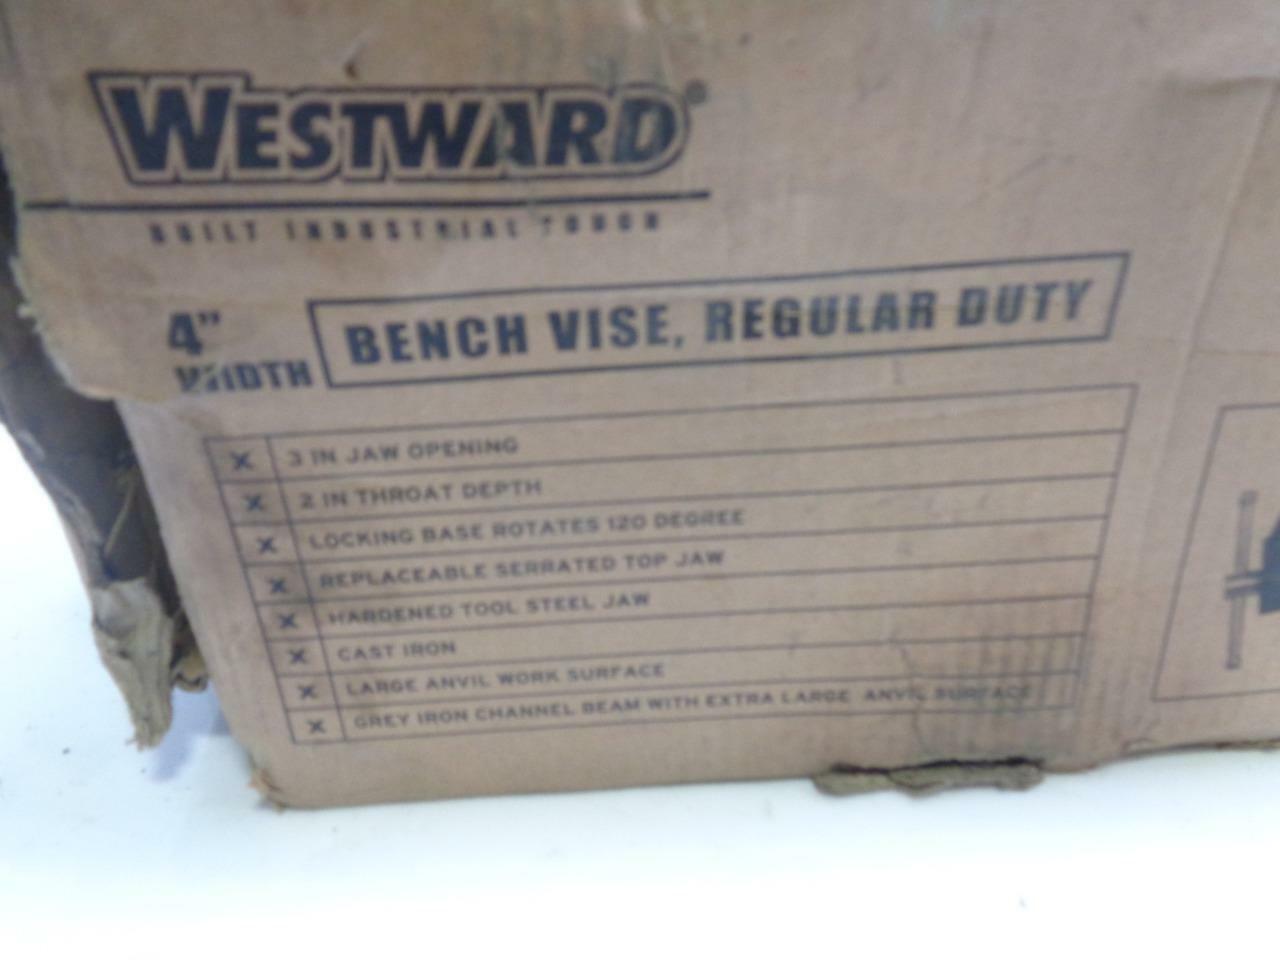 WESTWARD®
BUILT INDUSTRIAL TOUGH
4" WIDTH
BENCH VISE, REGULAR DUTY
X 3 IN JAW OPENING
X 2 IN THROAT DEPTH
X LOCKING BASE ROTATES 120 DEGREE
X REPLACEABLE SERRATED TOP JAW
X HARDENED TOOL STEEL JAW
X CAST IRON
X LARGE ANVIL WORK SURFACE
X GREY IRON CHANNEL BEAM WITH EXTRA LARGE ANVIL SURFACE